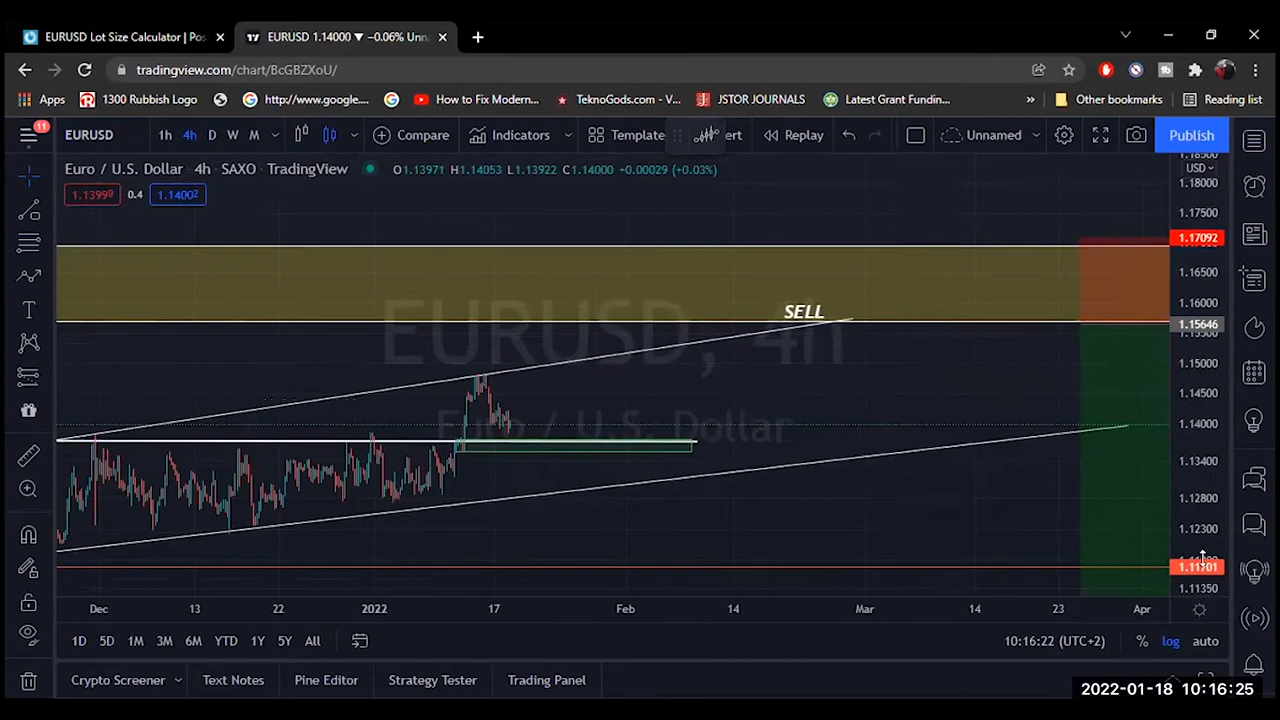 EURUSD Lot Size Calculator | Pos
EURUSD 1.14000 ▼ −0.06% Unn
tradingview.com/chart/BcGBZXoU/
Apps
1300 Rubbish Logo
http://www.google....
How to Fix Modern...
TeknoGods.com - V...
JSTOR JOURNALS
Latest Grant Fundin...
»
Other bookmarks
Reading list
11
EURUSD
1h 4h D W M
Compare
Indicators
Template
ert
Replay
Unnamed
Publish
Euro / U.S. Dollar · 4h · SAXO · TradingView
O1.13971 H1.14053 L1.13922 C1.14000 +0.00029 (+0.03%)
1.13999 0.4 1.14002
USD
1.18000
1.17500
1.17092
1.16500
1.16000
1.15646
1.15000
1.14500
1.14000
1.13400
1.12800
1.12300
1.11701
1.11350
SELL
EURUSD, 4h
Euro / U.S. Dollar
Dec 13 22 2022 17 Feb 14 Mar 14 23 Apr
1D 5D 1M 3M 6M YTD 1Y 5Y All
10:16:22 (UTC+2) % log auto
Crypto Screener
Text Notes
Pine Editor
Strategy Tester
Trading Panel
2022-01-18 10:16:25